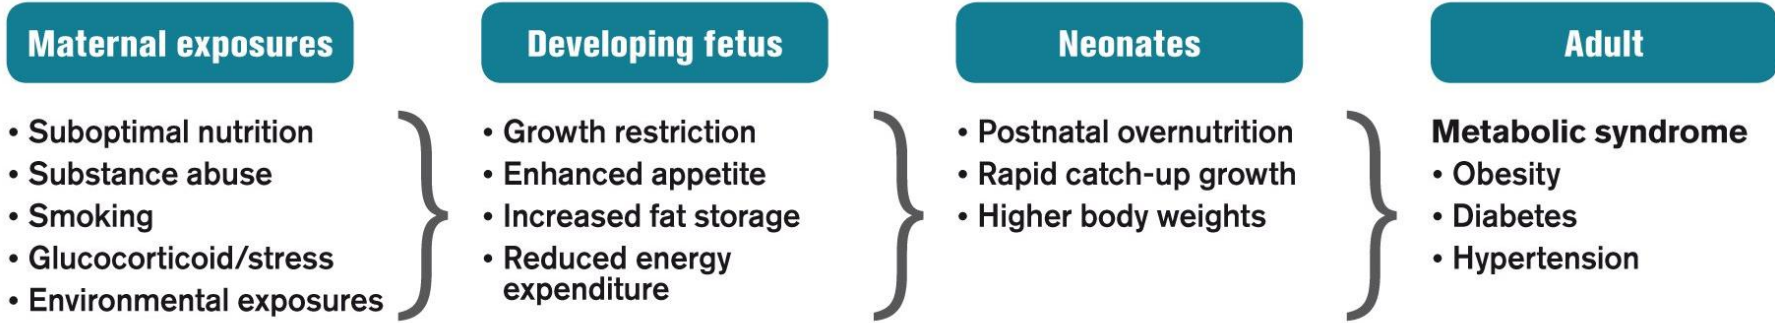 Maternal exposures
• Suboptimal nutrition
• Substance abuse
• Smoking
• Glucocorticoid/stress
• Environmental exposures
Developing fetus
• Growth restriction
• Enhanced appetite
• Increased fat storage
• Reduced energy
expenditure
Neonates
• Postnatal overnutrition
• Rapid catch-up growth
• Higher body weights
Adult
Metabolic syndrome
• Obesity
• Diabetes
• Hypertension